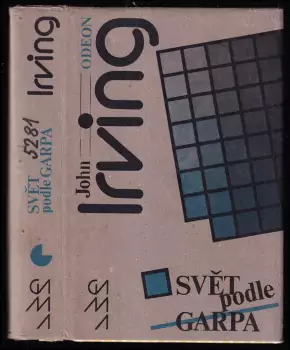 Irving
SVĚT
podle GARPA
5281
John
Irving
ODEON
SVĚT
podle
GARPA